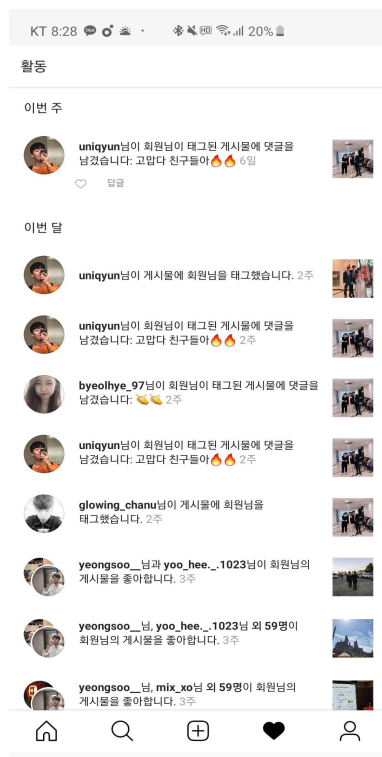 KT 8:28 20%
활동
이번 주
uniqyun님이 회원님이 태그된 게시물에 댓글을
남겼습니다: 고맙다 친구들아🔥🔥 6일
답글
이번 달
uniqyun님이 게시물에 회원님을 태그했습니다. 2주
uniqyun님이 회원님이 태그된 게시물에 댓글을
남겼습니다: 고맙다 친구들아🔥🔥 2주
byeolhye_97님이 회원님이 태그된 게시물에 댓글을
남겼습니다: 👏👏 2주
uniqyun님이 회원님이 태그된 게시물에 댓글을
남겼습니다: 고맙다 친구들아🔥🔥 2주
glowing_chanu님이 게시물에 회원님을
태그했습니다. 2주
yeongsoo__님과 yoo_hee._.1023님이 회원님의
게시물을 좋아합니다. 3주
yeongsoo__님, yoo_hee._.1023님 외 59명이
회원님의 게시물을 좋아합니다. 3주
yeongsoo__님, mix_xo님 외 59명이 회원님의
게시물을 좋아합니다. 3주